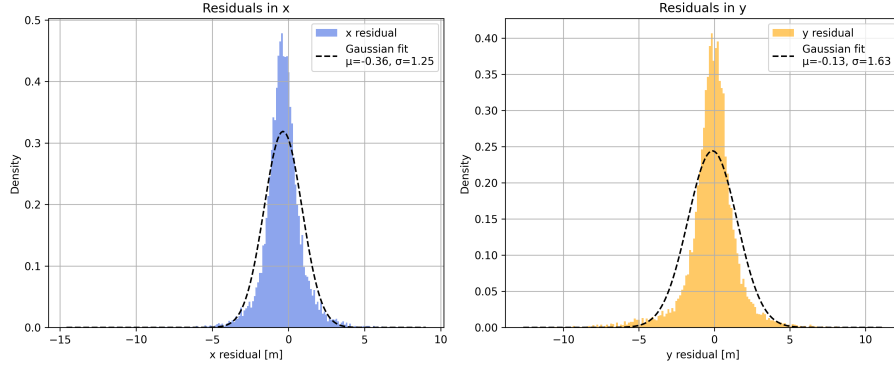 Residuals in x
0.5
0.4
0.3
0.2
0.1
0.0
Density
x residual
Gaussian fit
μ=-0.36, σ=1.25
−15
−10
−5
0
5
10
x residual [m]
Residuals in y
0.40
0.35
0.30
0.25
0.20
0.15
0.10
0.05
0.00
Density
y residual
Gaussian fit
μ=-0.13, σ=1.63
−10
−5
0
5
10
y residual [m]